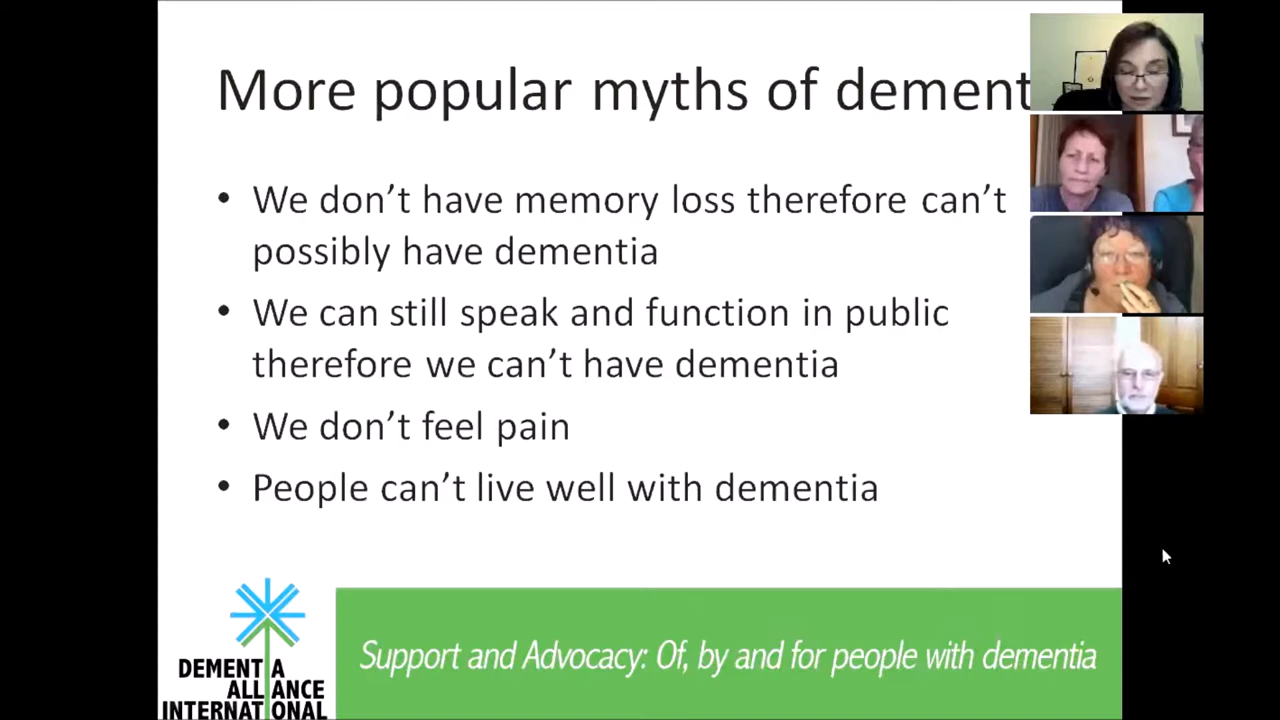 More popular myths of dement
• We don't have memory loss therefore can't
possibly have dementia
• We can still speak and function in public
therefore we can't have dementia
• We don't feel pain
• People can't live well with dementia
DEMENTIA
ALLIANCE
INTERNATIONAL
Support and Advocacy: Of, by and for people with dementia